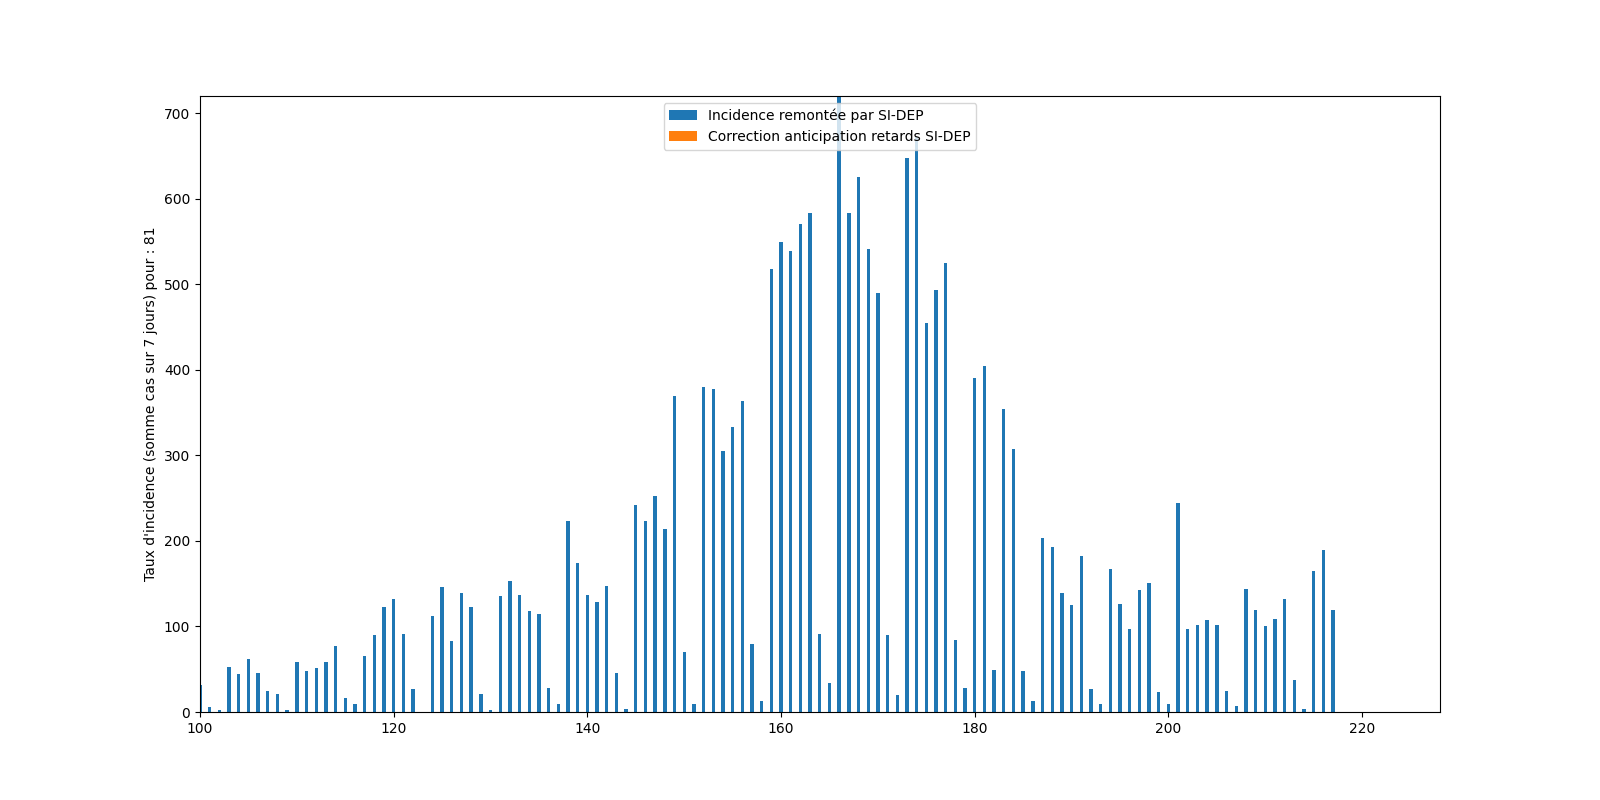 Incidence remontée par SI-DEP
Correction anticipation retards SI-DEP
Taux d'incidence (somme cas sur 7 jours) pour : 81
700
600
500
400
300
200
100
0
100 120 140 160 180 200 220